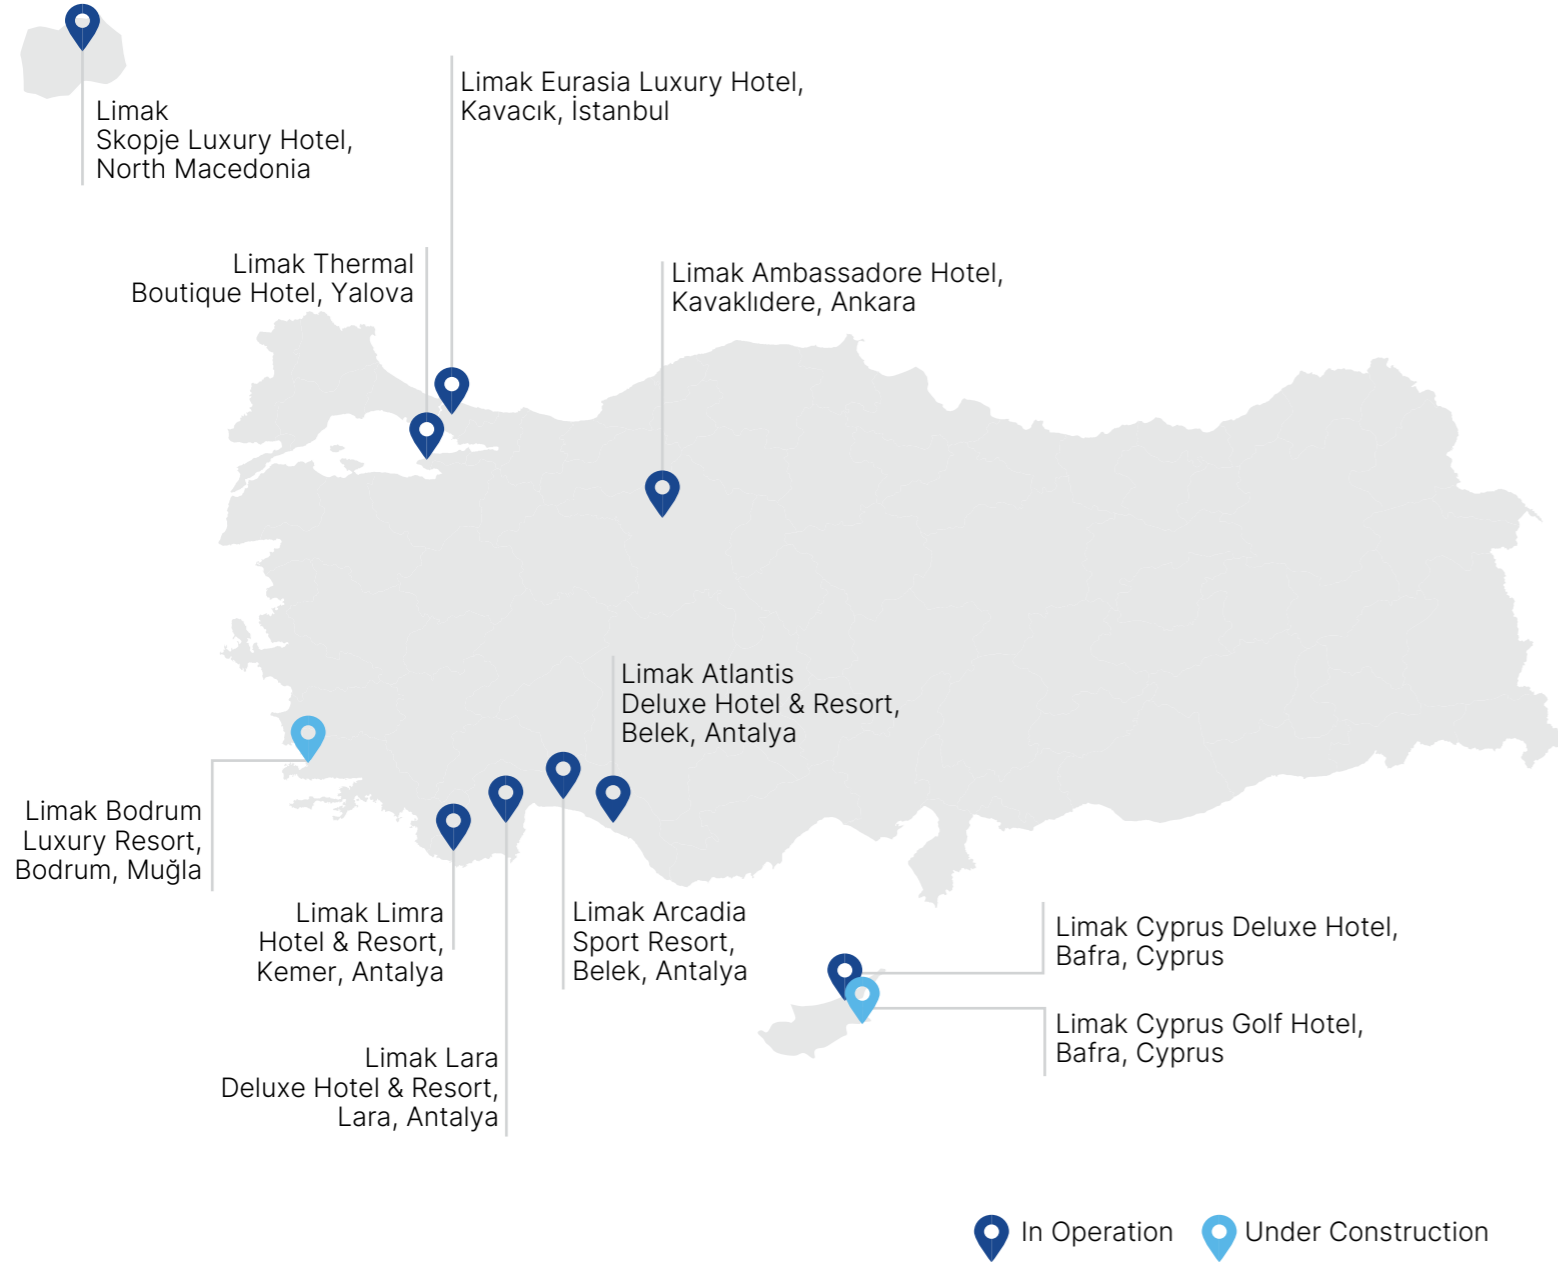 Limak
Skopje Luxury Hotel,
North Macedonia
Limak Eurasia Luxury Hotel,
Kavacık, İstanbul
Limak Thermal
Boutique Hotel, Yalova
Limak Ambassadore Hotel,
Kavaklıdere, Ankara
Limak Atlantis
Deluxe Hotel & Resort,
Belek, Antalya
Limak Bodrum
Luxury Resort,
Bodrum, Muğla
Limak Limra
Hotel & Resort,
Kemer, Antalya
Limak Arcadia
Sport Resort,
Belek, Antalya
Limak Cyprus Deluxe Hotel,
Bafra, Cyprus
Limak Cyprus Golf Hotel,
Bafra, Cyprus
Limak Lara
Deluxe Hotel & Resort,
Lara, Antalya
In Operation
Under Construction